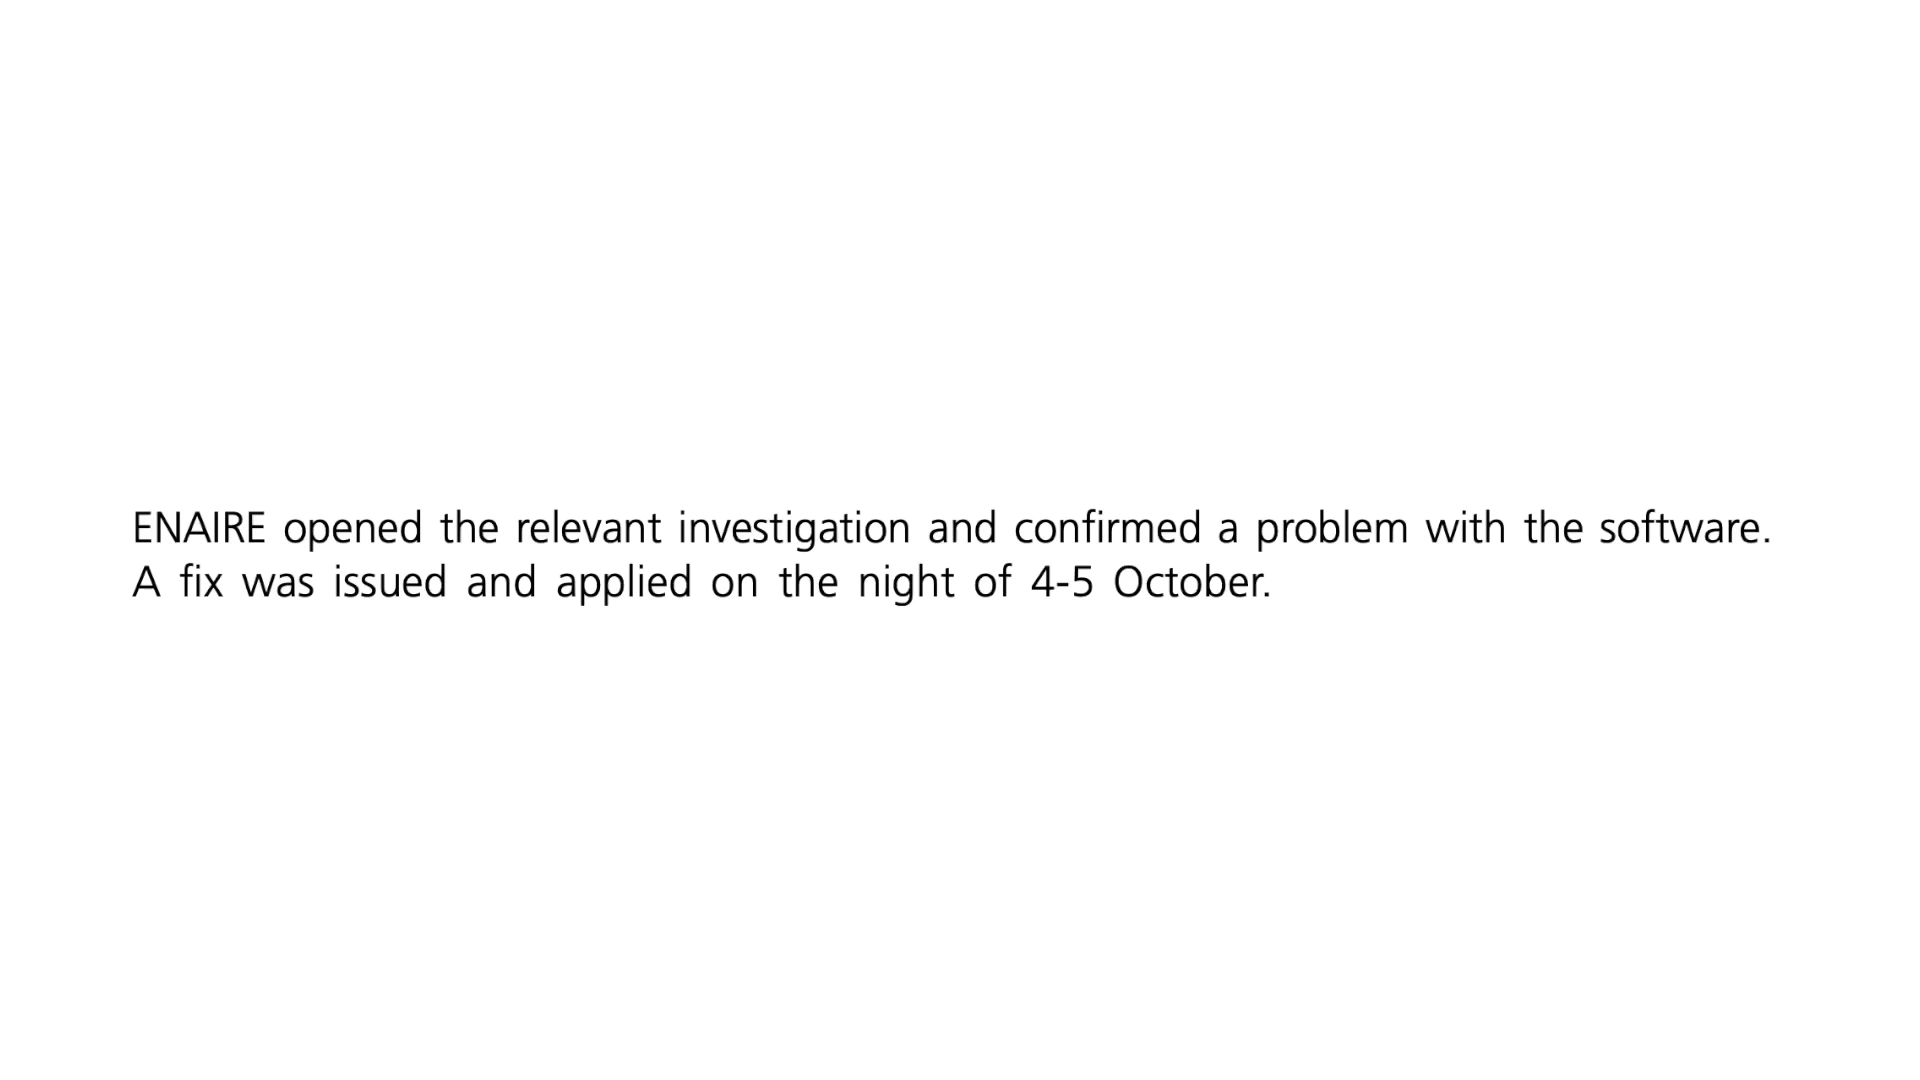 ENAIRE opened the relevant investigation and confirmed a problem with the software.
A fix was issued and applied on the night of 4-5 October.